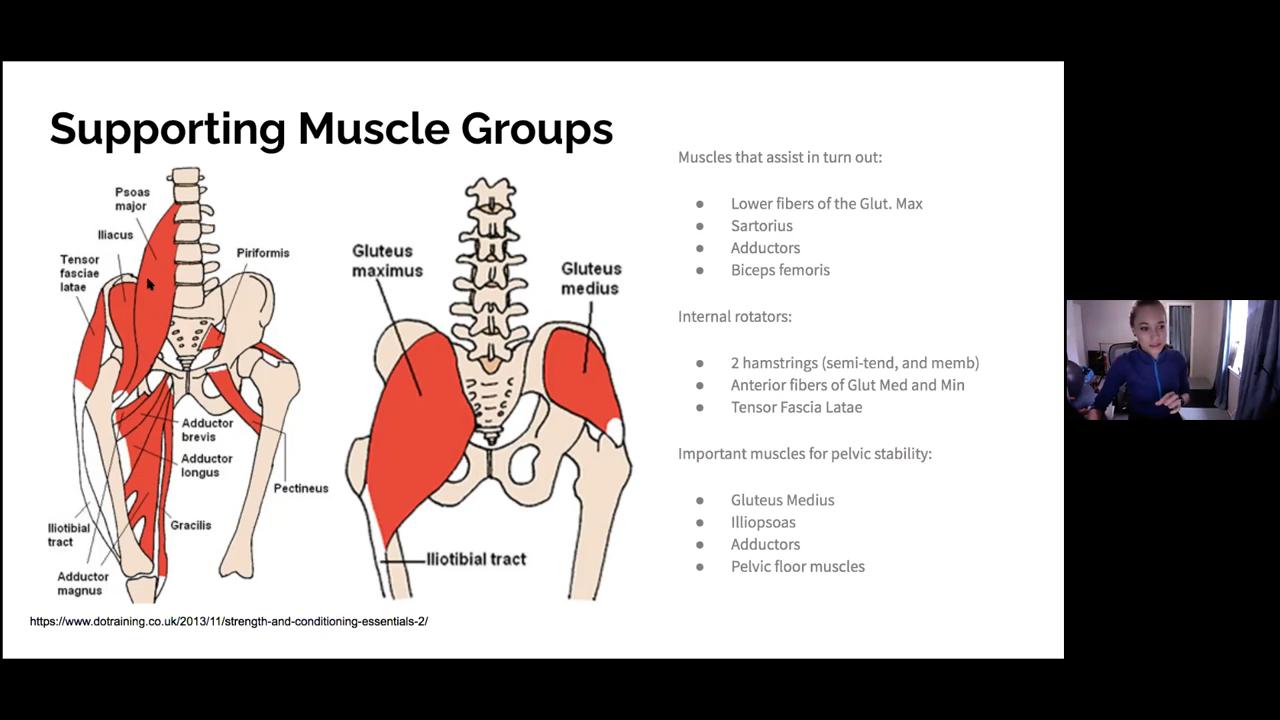 Supporting Muscle Groups
Psoas
major
Iliacus
Tensor
fasciae
latae
Piriformis
Adductor
brevis
Adductor
longus
Pectineus
Gracilis
Iliotibial
tract
Adductor
magnus
Gluteus
maximus
Gluteus
medius
Iliotibial tract
https://www.dotraining.co.uk/2013/11/strength-and-conditioning-essentials-2/
Muscles that assist in turn out:
● Lower fibers of the Glut. Max
● Sartorius
● Adductors
● Biceps femoris
Internal rotators:
● 2 hamstrings (semi-tend, and memb)
● Anterior fibers of Glut Med and Min
● Tensor Fascia Latae
Important muscles for pelvic stability:
● Gluteus Medius
● Illiopsoas
● Adductors
● Pelvic floor muscles